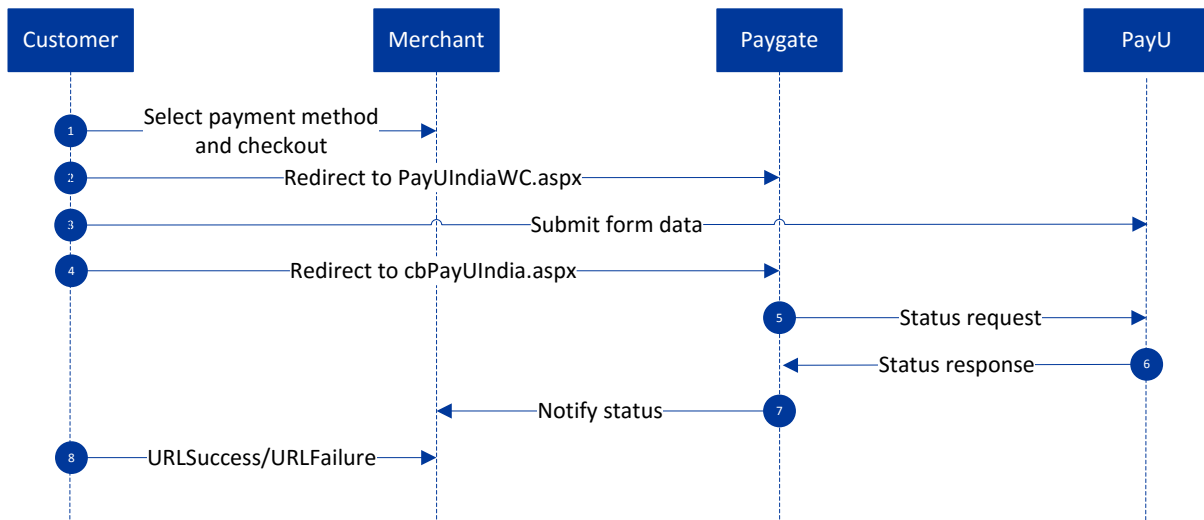 Customer
Merchant
Paygate
PayU
1
Select payment method
and checkout
2
Redirect to PayUIndiaWC.aspx
3
Submit form data
4
Redirect to cbPayUIndia.aspx
5
Status request
Status response
6
Notify status
7
8
URLSuccess/URLFailure